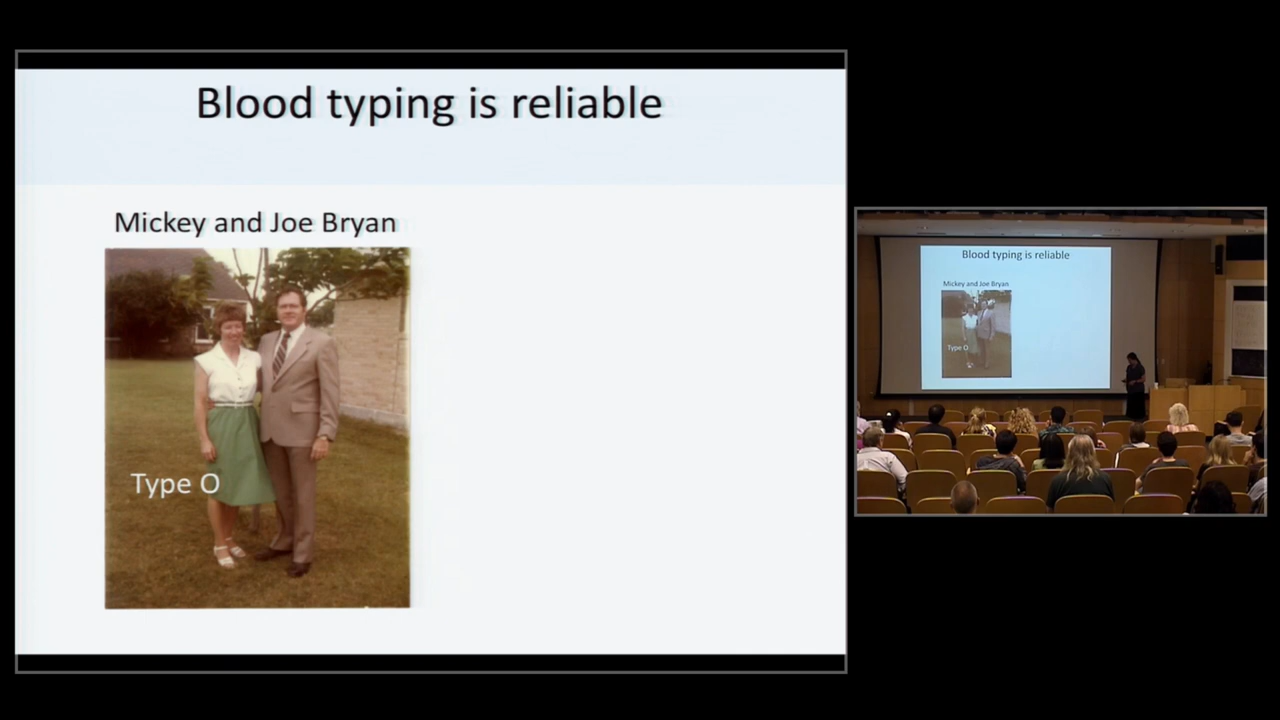 Blood typing is reliable
Mickey and Joe Bryan
Type O
Blood typing is reliable
Mickey and Joe Bryan
Type O